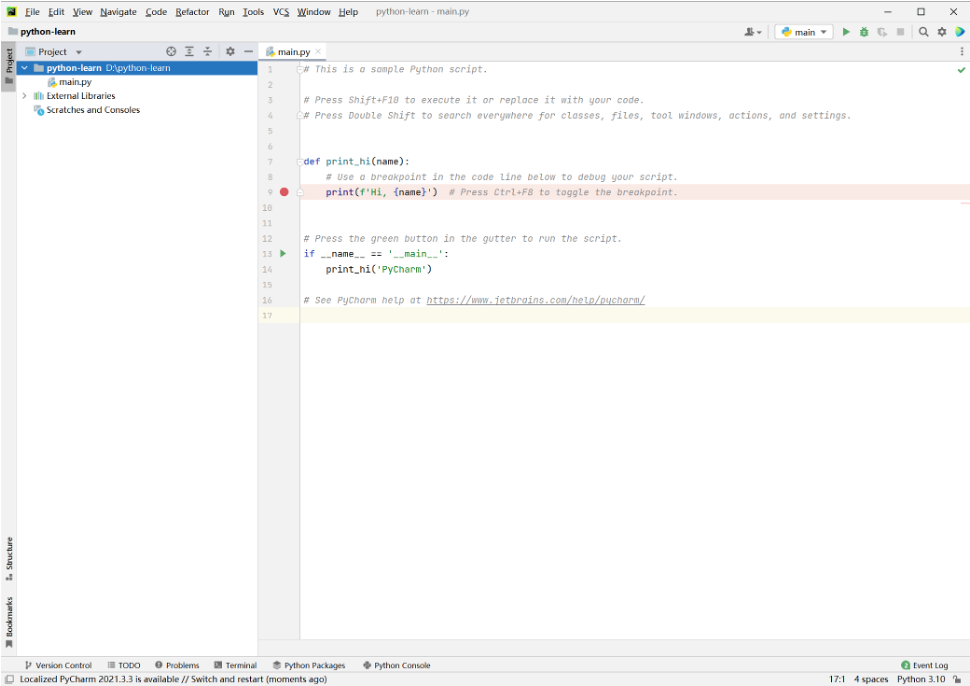 File Edit View Navigate Code Refactor Run Tools VCS Window Help python-learn - main.py
python-learn main
Project main.py
Project
python-learn D:\python-learn
main.py
External Libraries
Scratches and Consoles
1 # This is a sample Python script.
2
3 # Press Shift+F10 to execute it or replace it with your code.
4 # Press Double Shift to search everywhere for classes, files, tool windows, actions, and settings.
5
6
7 def print_hi(name):
8 # Use a breakpoint in the code line below to debug your script.
9 print(f'Hi, {name}') # Press Ctrl+F8 to toggle the breakpoint.
10
11
12 # Press the green button in the gutter to run the script.
13 if __name__ == '__main__':
14 print_hi('PyCharm')
15
16 # See PyCharm help at https://www.jetbrains.com/help/pycharm/
17
Structure
Bookmarks
Version Control TODO Problems Terminal Python Packages Python Console 2 Event Log
Localized PyCharm 2021.3.3 is available // Switch and restart (moments ago) 17:1 4 spaces Python 3.10